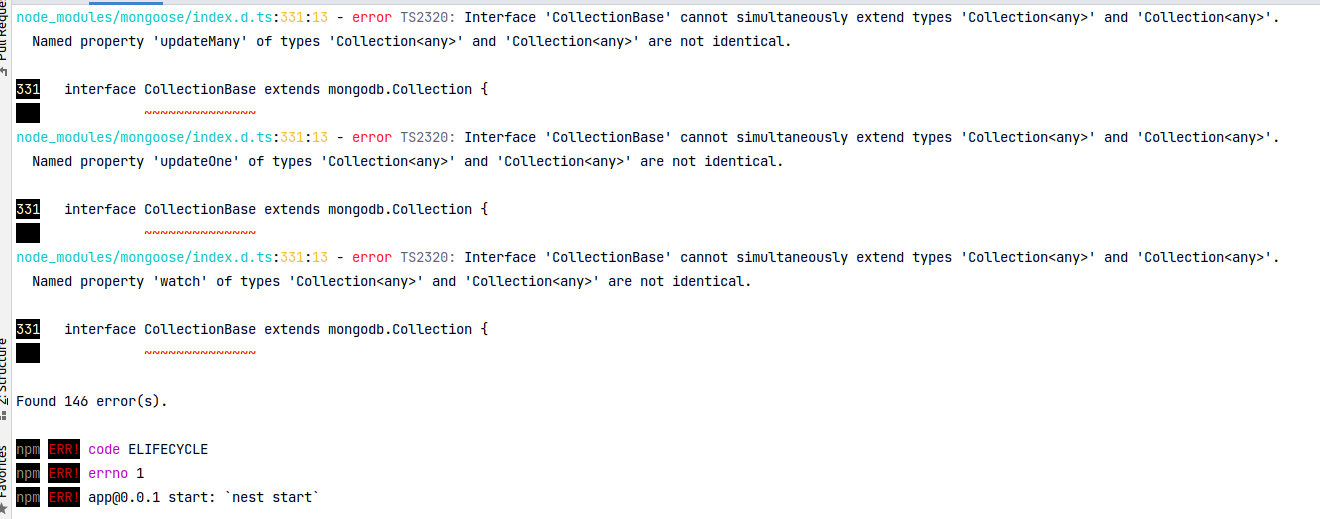 node_modules/mongoose/index.d.ts:331:13 - error TS2320: Interface 'CollectionBase' cannot simultaneously extend types 'Collection<any>' and 'Collection<any>'.
Named property 'updateMany' of types 'Collection<any>' and 'Collection<any>' are not identical.
331 interface CollectionBase extends mongodb.Collection {
~~~~~~~~~~~~~~
node_modules/mongoose/index.d.ts:331:13 - error TS2320: Interface 'CollectionBase' cannot simultaneously extend types 'Collection<any>' and 'Collection<any>'.
Named property 'updateOne' of types 'Collection<any>' and 'Collection<any>' are not identical.
331 interface CollectionBase extends mongodb.Collection {
~~~~~~~~~~~~~~
node_modules/mongoose/index.d.ts:331:13 - error TS2320: Interface 'CollectionBase' cannot simultaneously extend types 'Collection<any>' and 'Collection<any>'.
Named property 'watch' of types 'Collection<any>' and 'Collection<any>' are not identical.
331 interface CollectionBase extends mongodb.Collection {
~~~~~~~~~~~~~~
Found 146 error(s).
npm ERR! code ELIFECYCLE
npm ERR! errno 1
npm ERR! app@0.0.1 start: `nest start`
Pull Reque
Z: Structure
Favorites